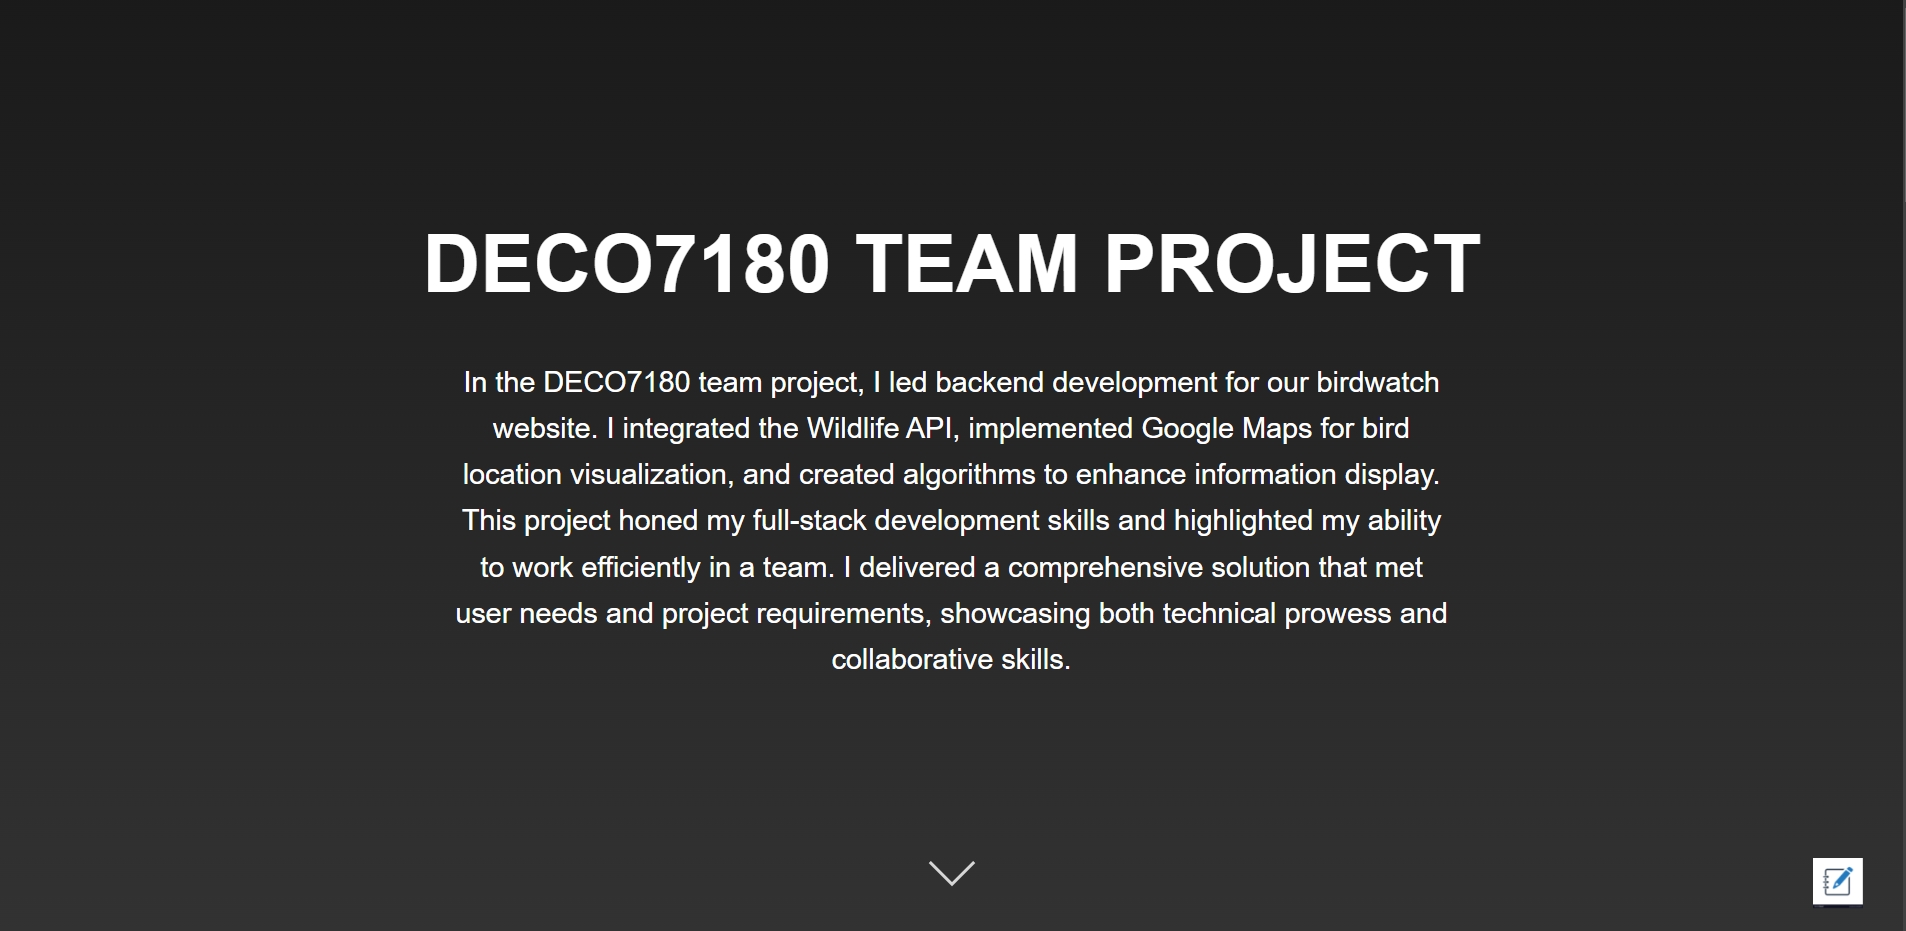 DECO7180 TEAM PROJECT
In the DECO7180 team project, I led backend development for our birdwatch
website. I integrated the Wildlife API, implemented Google Maps for bird
location visualization, and created algorithms to enhance information display.
This project honed my full-stack development skills and highlighted my ability
to work efficiently in a team. I delivered a comprehensive solution that met
user needs and project requirements, showcasing both technical prowess and
collaborative skills.